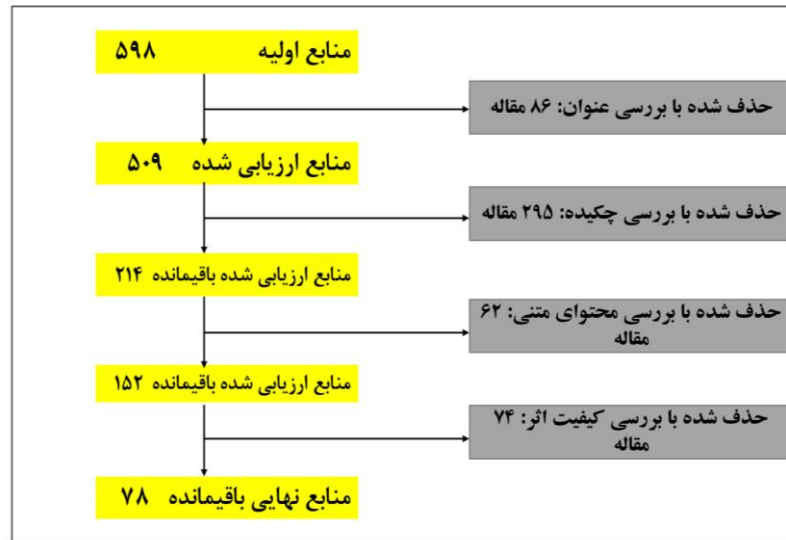 منابع اولیه ۵۹۸
حذف شده با بررسی عنوان: ۸۶ مقاله
منابع ارزیابی شده ۵۰۹
حذف شده با بررسی چکیده: ۲۹۵ مقاله
منابع ارزیابی شده باقیمانده ۲۱۴
حذف شده با بررسی محتوای متنی: ۶۲
مقاله
منابع ارزیابی شده باقیمانده ۱۵۲
حذف شده با بررسی کیفیت اثر: ۷۴
مقاله
منابع نهایی باقیمانده ۷۸